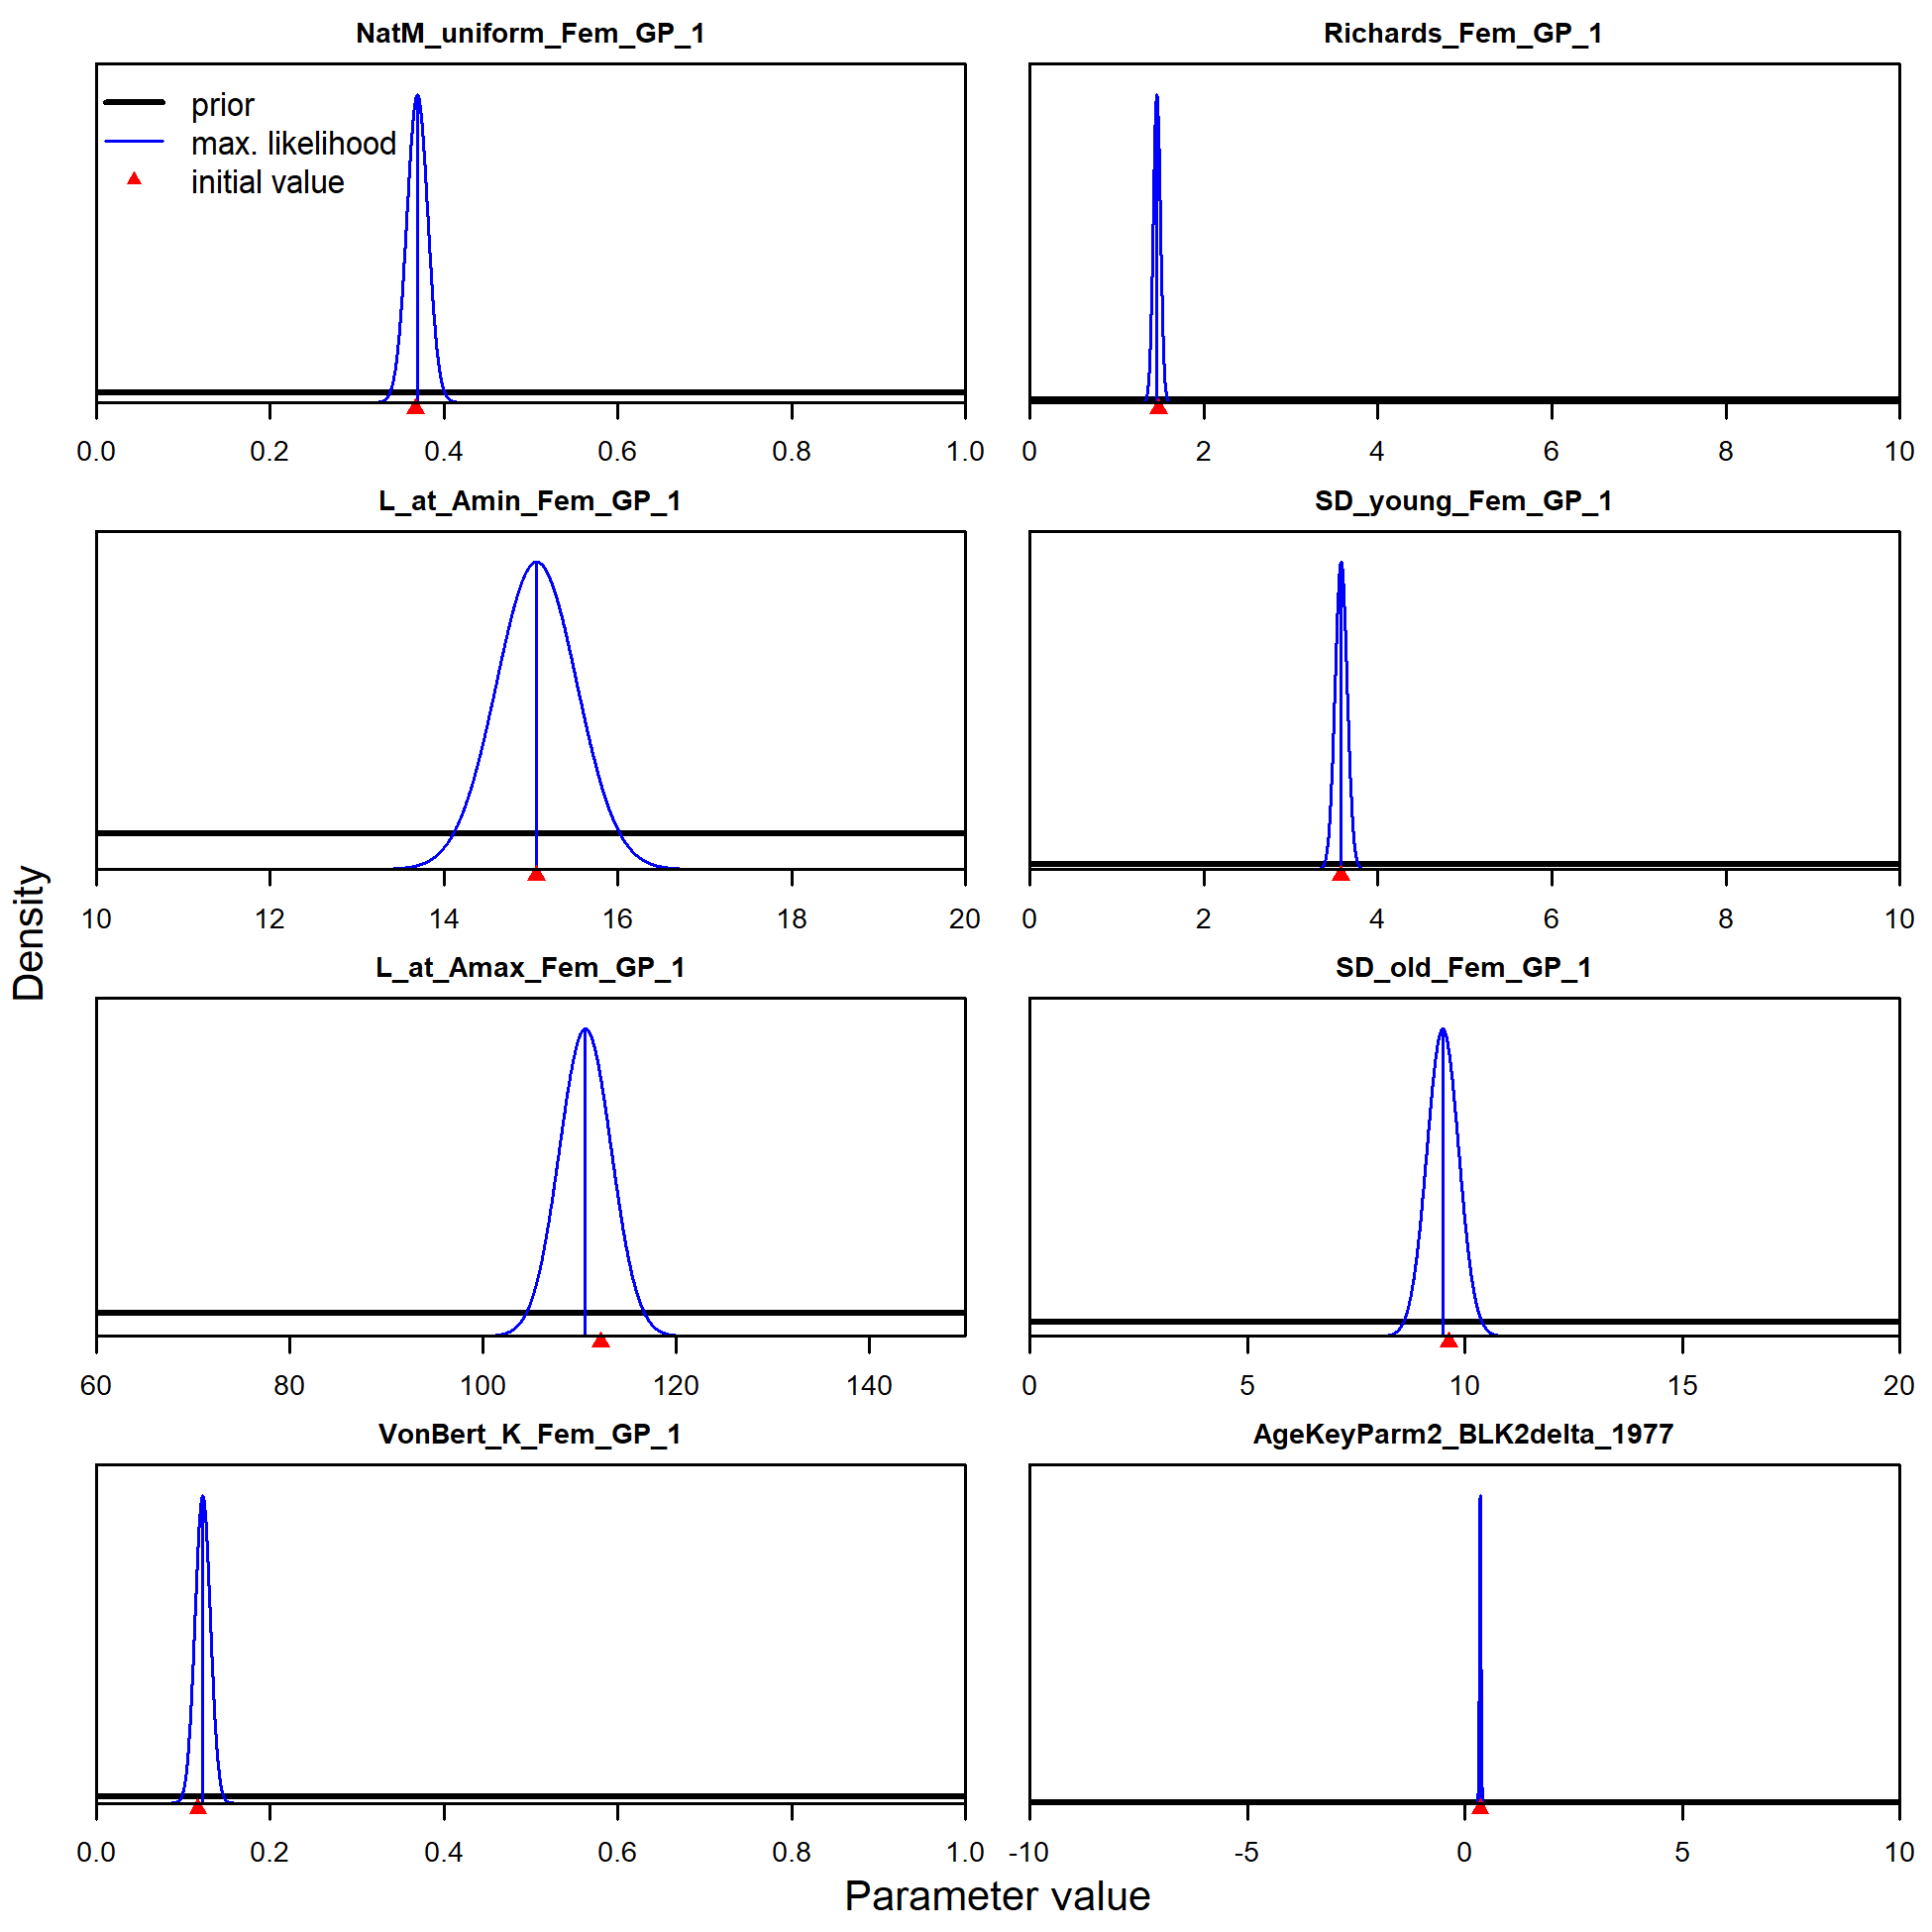 NatM_uniform_Fem_GP_1
prior
max. likelihood
initial value
0.0 0.2 0.4 0.6 0.8 1.0
Richards_Fem_GP_1
0 2 4 6 8 10
L_at_Amin_Fem_GP_1
10 12 14 16 18 20
SD_young_Fem_GP_1
0 2 4 6 8 10
Density
L_at_Amax_Fem_GP_1
60 80 100 120 140
SD_old_Fem_GP_1
0 5 10 15 20
VonBert_K_Fem_GP_1
0.0 0.2 0.4 0.6 0.8 1.0
AgeKeyParm2_BLK2delta_1977
-10 -5 0 5 10
Parameter value